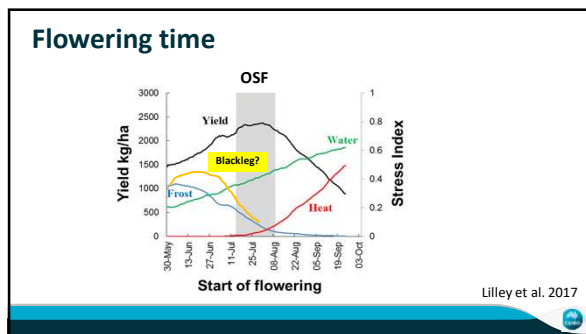 Flowering time
OSF
3000
2500
2000
1500
1000
500
0
Yield kg/ha
1
0.8
0.6
0.4
0.2
0
Stress Index
Yield
Water
Blackleg?
Frost
Heat
30-May
13-Jun
27-Jun
11-Jul
25-Jul
08-Aug
22-Aug
05-Sep
19-Sep
03-Oct
Start of flowering
Lilley et al. 2017